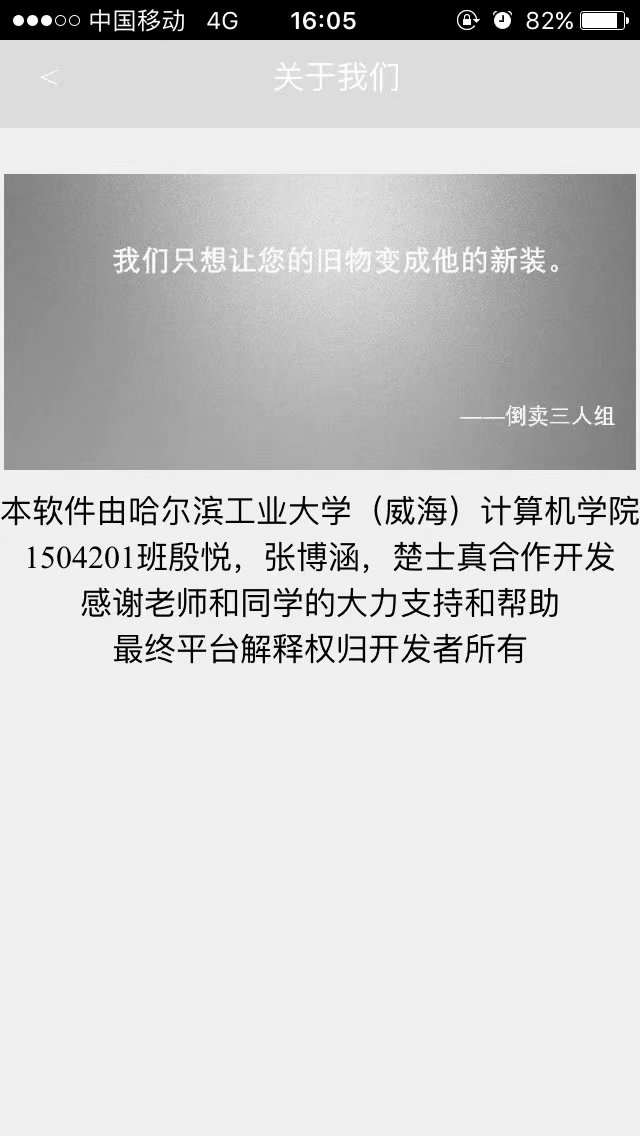 中国移动 4G 16:05 82%
< 关于我们
我们只想让您的旧物变成他的新装。
——倒卖三人组
本软件由哈尔滨工业大学（威海）计算机学院
1504201班殷悦，张博涵，楚士真合作开发
感谢老师和同学的大力支持和帮助
最终平台解释权归开发者所有